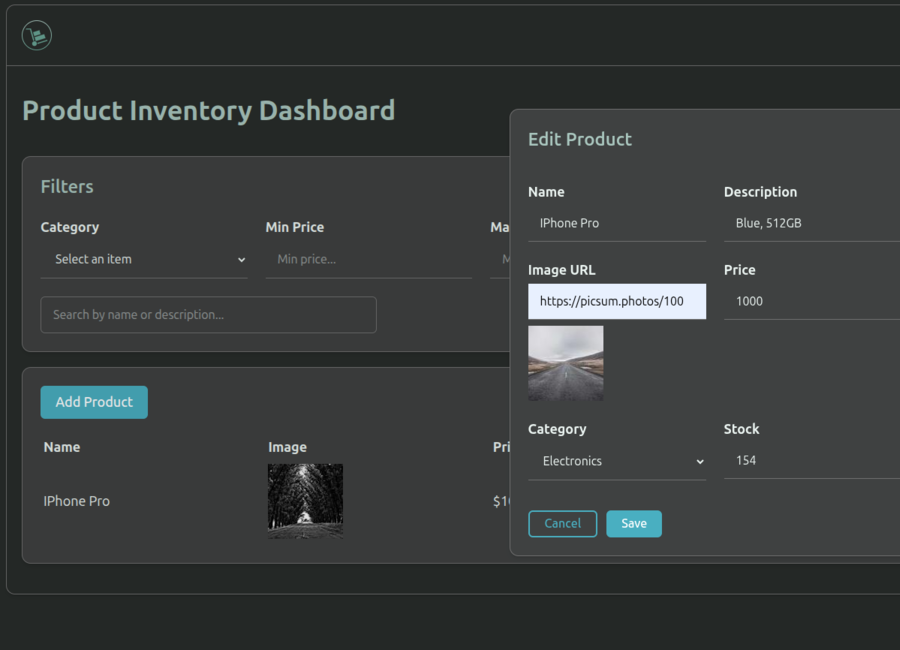 Product Inventory Dashboard
Filters
Category
Min Price
Ma
Select an item
Min price...
M
Search by name or description...
Add Product
Name
Image
Pri
IPhone Pro
$10
Edit Product
Name
Description
IPhone Pro
Blue, 512GB
Image URL
Price
https://picsum.photos/100
1000
Category
Stock
Electronics
154
Cancel
Save